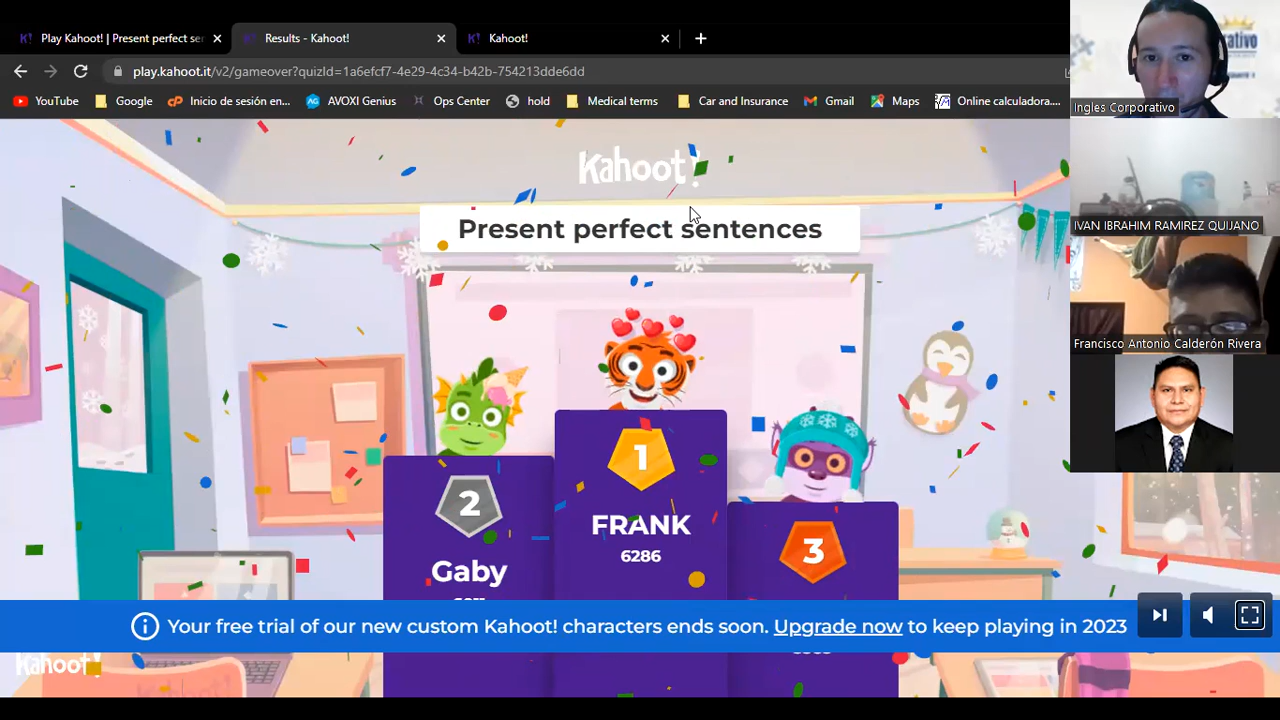 Play Kahoot! | Present perfect ser
Results - Kahoot!
Kahoot!
play.kahoot.it/v2/gameover?quizId=1a6efcf7-4e29-4c34-b42b-754213dde6dd
YouTube
Google
Inicio de sesión en...
AVOXI Genius
Ops Center
hold
Medical terms
Car and Insurance
Gmail
Maps
Online calculadora....
Ingles Corporativo
IVAN IBRAHIM RAMIREZ QUIJANO
Francisco Antonio Calderón Rivera
Kahoot!
Present perfect sentences
1
FRANK
6286
2
Gaby
3
Your free trial of our new custom Kahoot! characters ends soon. Upgrade now to keep playing in 2023
Kahoot!